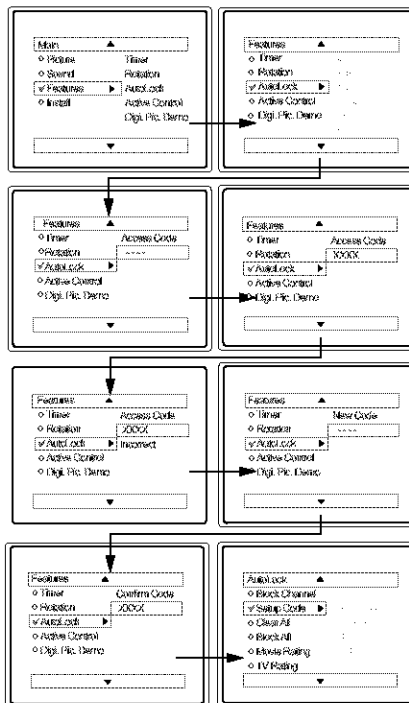 Main
Picture Timer
Sound Rotation
Features AutoLock
Install Active Control
Digi. Pic. Demo
Features
Timer
Rotation
AutoLock
Active Control
Digi. Pic. Demo
Features
Timer Access Code
Rotation - - - -
AutoLock
Active Control
Digi. Pic. Demo
Features
Timer Access Code
Rotation XXXX
AutoLock
Active Control
Digi. Pic. Demo
Features
Timer Access Code
Rotation XXXX
AutoLock Incorrect
Active Control
Digi. Pic. Demo
Features
Timer New Code
Rotation - - - -
AutoLock
Active Control
Digi. Pic. Demo
Features
Timer Confirm Code
Rotation XXXX
AutoLock
Active Control
Digi. Pic. Demo
AutoLock
Block Channel
Setup Code
Clear All
Block All
Movie Rating
TV Rating